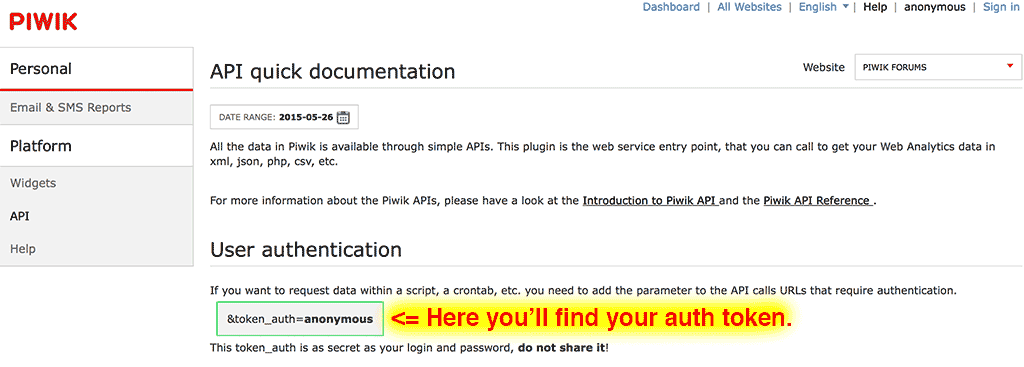 PIWIK
Dashboard | All Websites | English | Help | anonymous | Sign in
Personal
Email & SMS Reports
Platform
Widgets
API
Help
API quick documentation
Website PIWIK FORUMS
DATE RANGE: 2015-05-26
All the data in Piwik is available through simple APIs. This plugin is the web service entry point, that you can call to get your Web Analytics data in
xml, json, php, csv, etc.
For more information about the Piwik APIs, please have a look at the Introduction to Piwik API and the Piwik API Reference .
User authentication
If you want to request data within a script, a crontab, etc. you need to add the parameter to the API calls URLs that require authentication.
&token_auth=anonymous <= Here you'll find your auth token.
This token_auth is as secret as your login and password, do not share it!